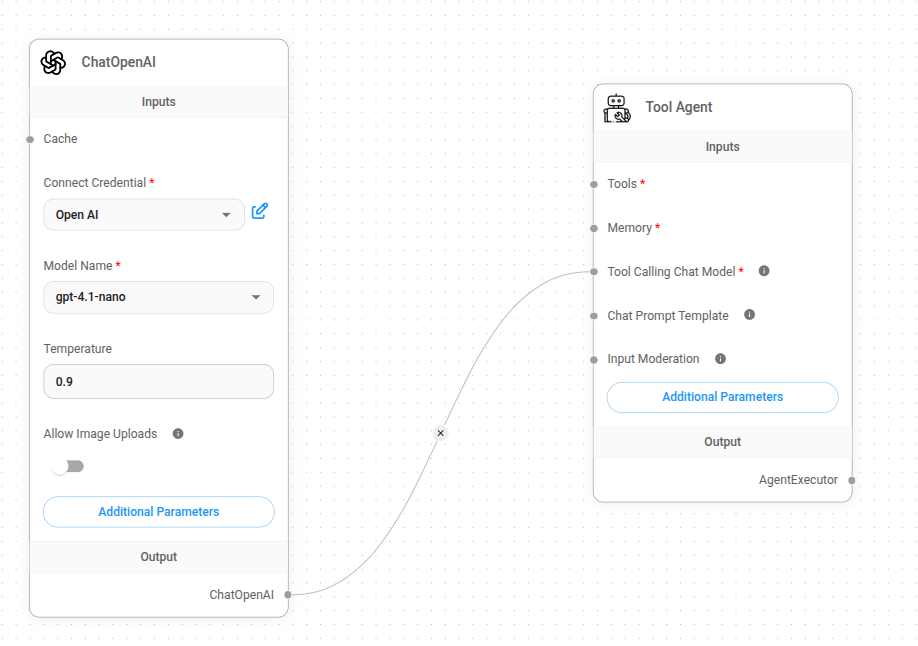 ChatOpenAI
Inputs
Cache
Connect Credential *
Open AI
Model Name *
gpt-4.1-nano
Temperature
0.9
Allow Image Uploads
Additional Parameters
Output
ChatOpenAI
Tool Agent
Inputs
Tools *
Memory *
Tool Calling Chat Model *
Chat Prompt Template
Input Moderation
Additional Parameters
Output
AgentExecutor